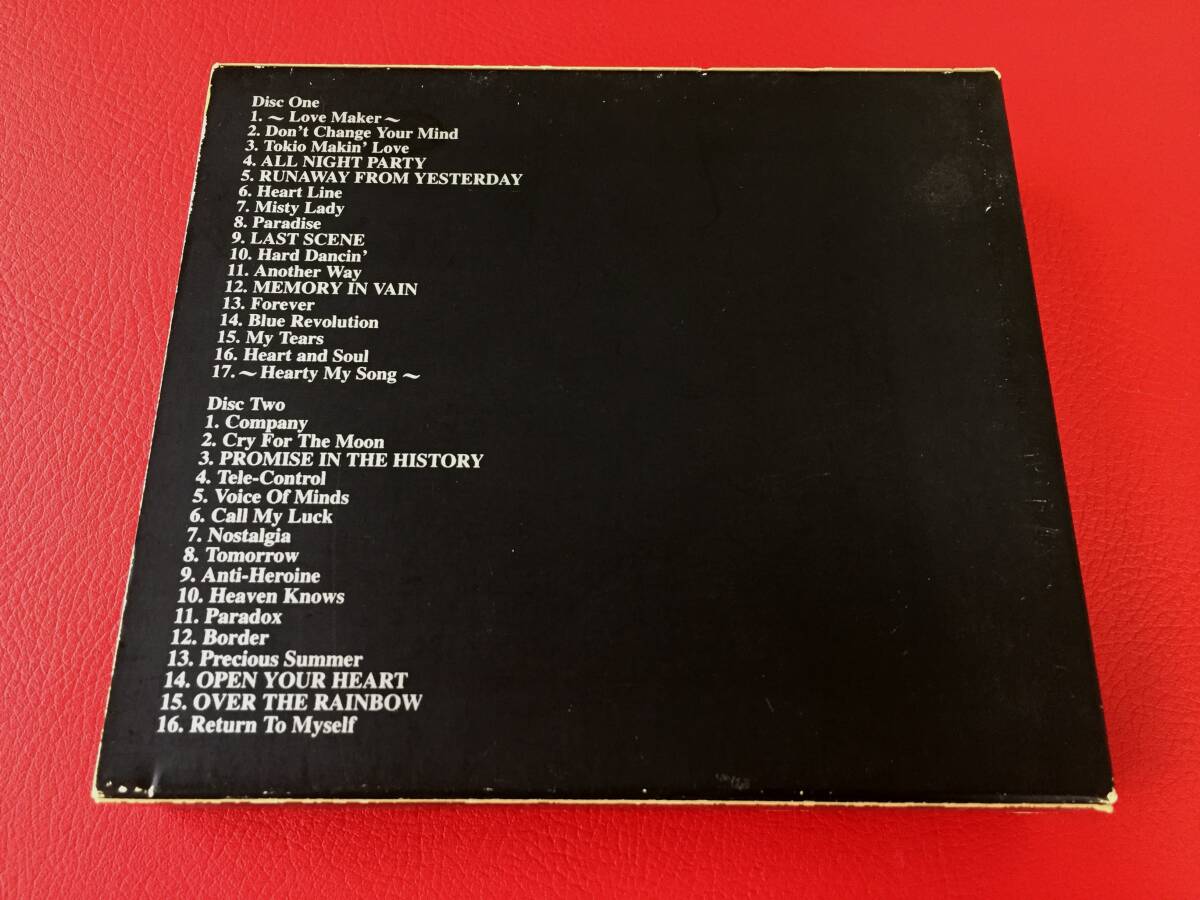 Disc One
1. ~ Love Maker ~
2. Don't Change Your Mind
3. Tokio Makin' Love
4. ALL NIGHT PARTY
5. RUNAWAY FROM YESTERDAY
6. Heart Line
7. Misty Lady
8. Paradise
9. LAST SCENE
10. Hard Dancin'
11. Another Way
12. MEMORY IN VAIN
13. Forever
14. Blue Revolution
15. My Tears
16. Heart and Soul
17. ~ Hearty My Song ~
Disc Two
1. Company
2. Cry For The Moon
3. PROMISE IN THE HISTORY
4. Tele-Control
5. Voice Of Minds
6. Call My Luck
7. Nostalgia
8. Tomorrow
9. Anti-Heroine
10. Heaven Knows
11. Paradox
12. Border
13. Precious Summer
14. OPEN YOUR HEART
15. OVER THE RAINBOW
16. Return To Myself